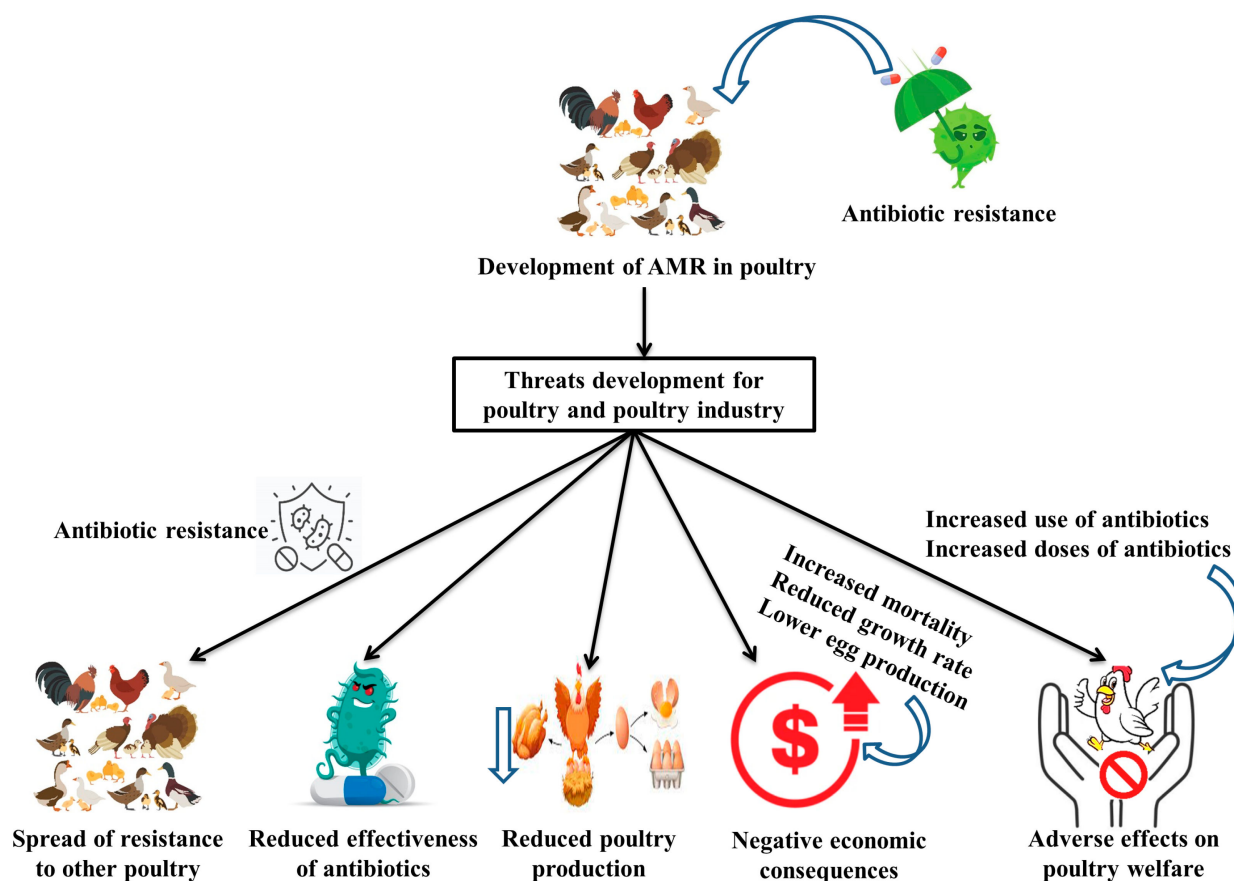 Antibiotic resistance
Development of AMR in poultry
Threats development for
poultry and poultry industry
Antibiotic resistance
Increased use of antibiotics
Increased doses of antibiotics
Increased mortality
Reduced growth rate
Lower egg production
$
Spread of resistance
to other poultry
Reduced effectiveness
of antibiotics
Reduced poultry
production
Negative economic
consequences
Adverse effects on
poultry welfare